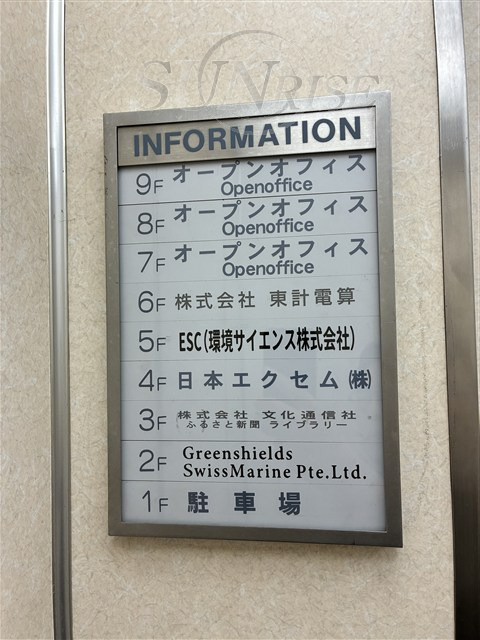 SUNRISE
INFORMATION
9F オープンオフィス
Openoffice
8F オープンオフィス
Openoffice
7F オープンオフィス
Openoffice
6F 株式会社 東計電算
5F ESC(環境サイエンス株式会社)
4F 日本エクセム(株)
3F 株式会社 文化通信社
ふるさと新聞 ライブラリー
2F Greenshields
SwissMarine Pte.Ltd.
1F 駐車場